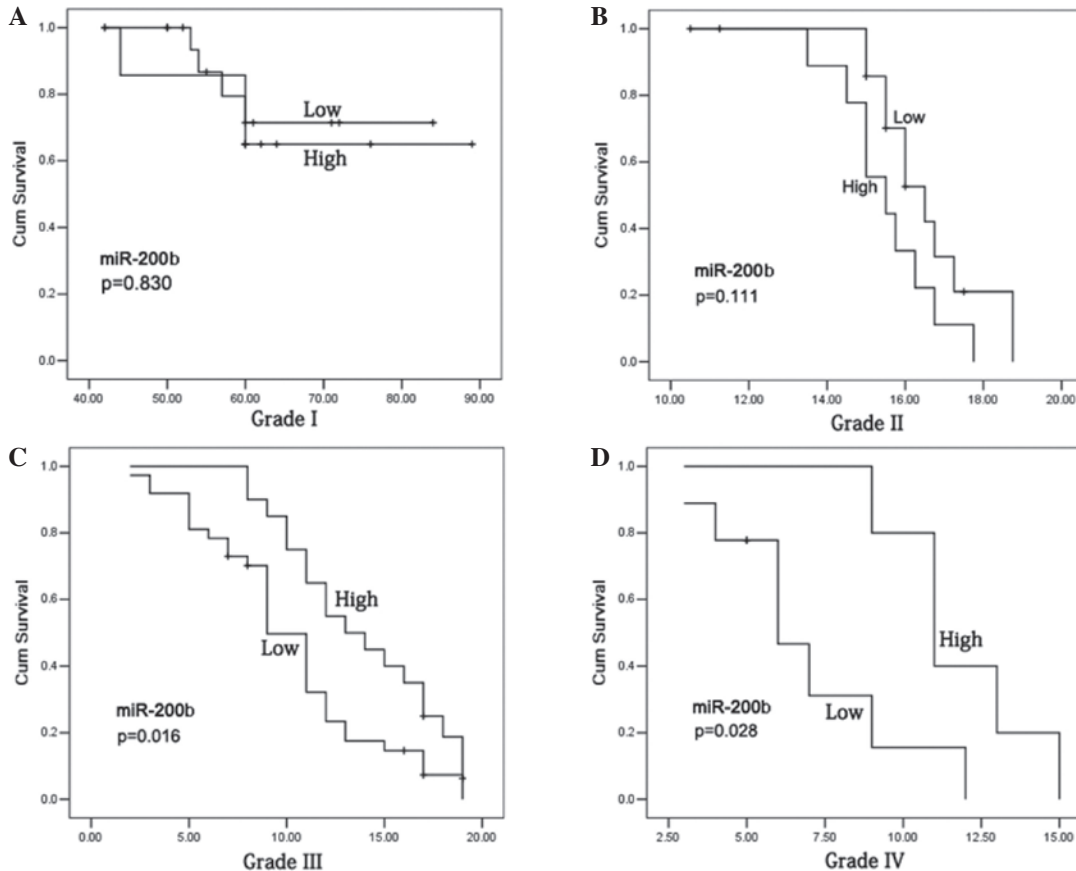 A
Cum Survival
1.0
0.8
0.6
0.4
0.2
0.0
Low
High
miR-200b
p=0.830
40.00 50.00 60.00 70.00 80.00 90.00
Grade I
B
Cum Survival
1.0
0.8
0.6
0.4
0.2
0.0
Low
High
miR-200b
p=0.111
10.00 12.00 14.00 16.00 18.00 20.00
Grade II
C
Cum Survival
1.0
0.8
0.6
0.4
0.2
0.0
High
Low
miR-200b
p=0.016
0.00 5.00 10.00 15.00 20.00
Grade III
D
Cum Survival
1.0
0.8
0.6
0.4
0.2
0.0
High
Low
miR-200b
p=0.028
2.50 5.00 7.50 10.00 12.50 15.00
Grade IV